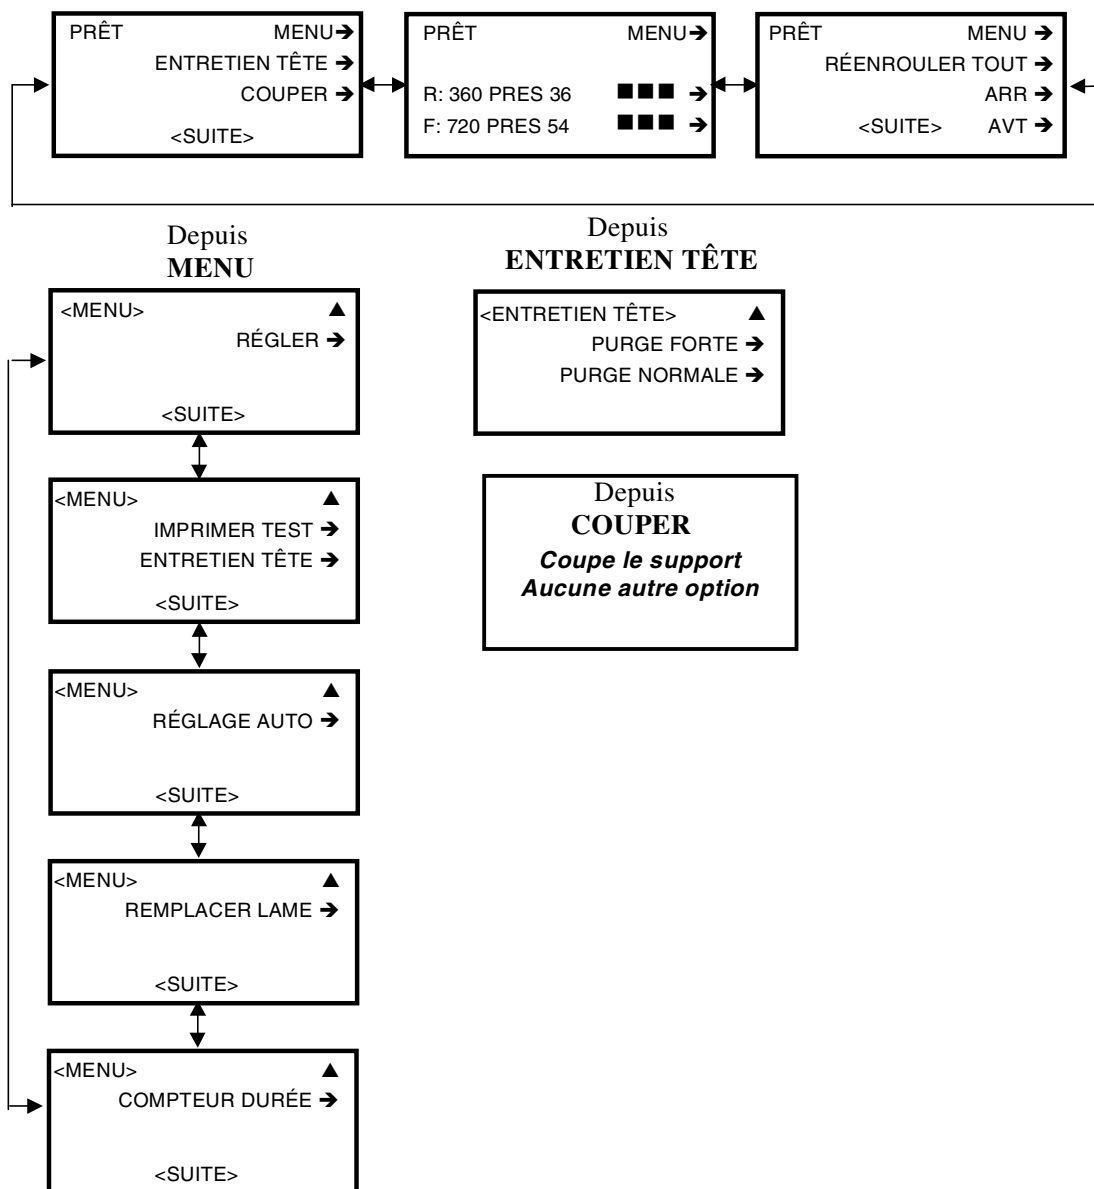 PRÊT MENU➔
ENTRETIEN TÊTE ➔
COUPER ➔
<SUITE>
PRÊT MENU➔
R: 360 PRES 36 ■ ■ ■ ➔
F: 720 PRES 54 ■ ■ ■ ➔
PRÊT MENU ➔
RÉENROULER TOUT ➔
ARR ➔
<SUITE> AVT ➔
Depuis
MENU
<MENU> ▲
RÉGLER ➔
<SUITE>
<MENU> ▲
IMPRIMER TEST ➔
ENTRETIEN TÊTE ➔
<SUITE>
<MENU> ▲
RÉGLAGE AUTO ➔
<SUITE>
<MENU> ▲
REMPLACER LAME ➔
<SUITE>
<MENU> ▲
COMPTEUR DURÉE ➔
<SUITE>
Depuis
ENTRETIEN TÊTE
<ENTRETIEN TÊTE> ▲
PURGE FORTE ➔
PURGE NORMALE ➔
Depuis
COUPER
Coupe le support
Aucune autre option